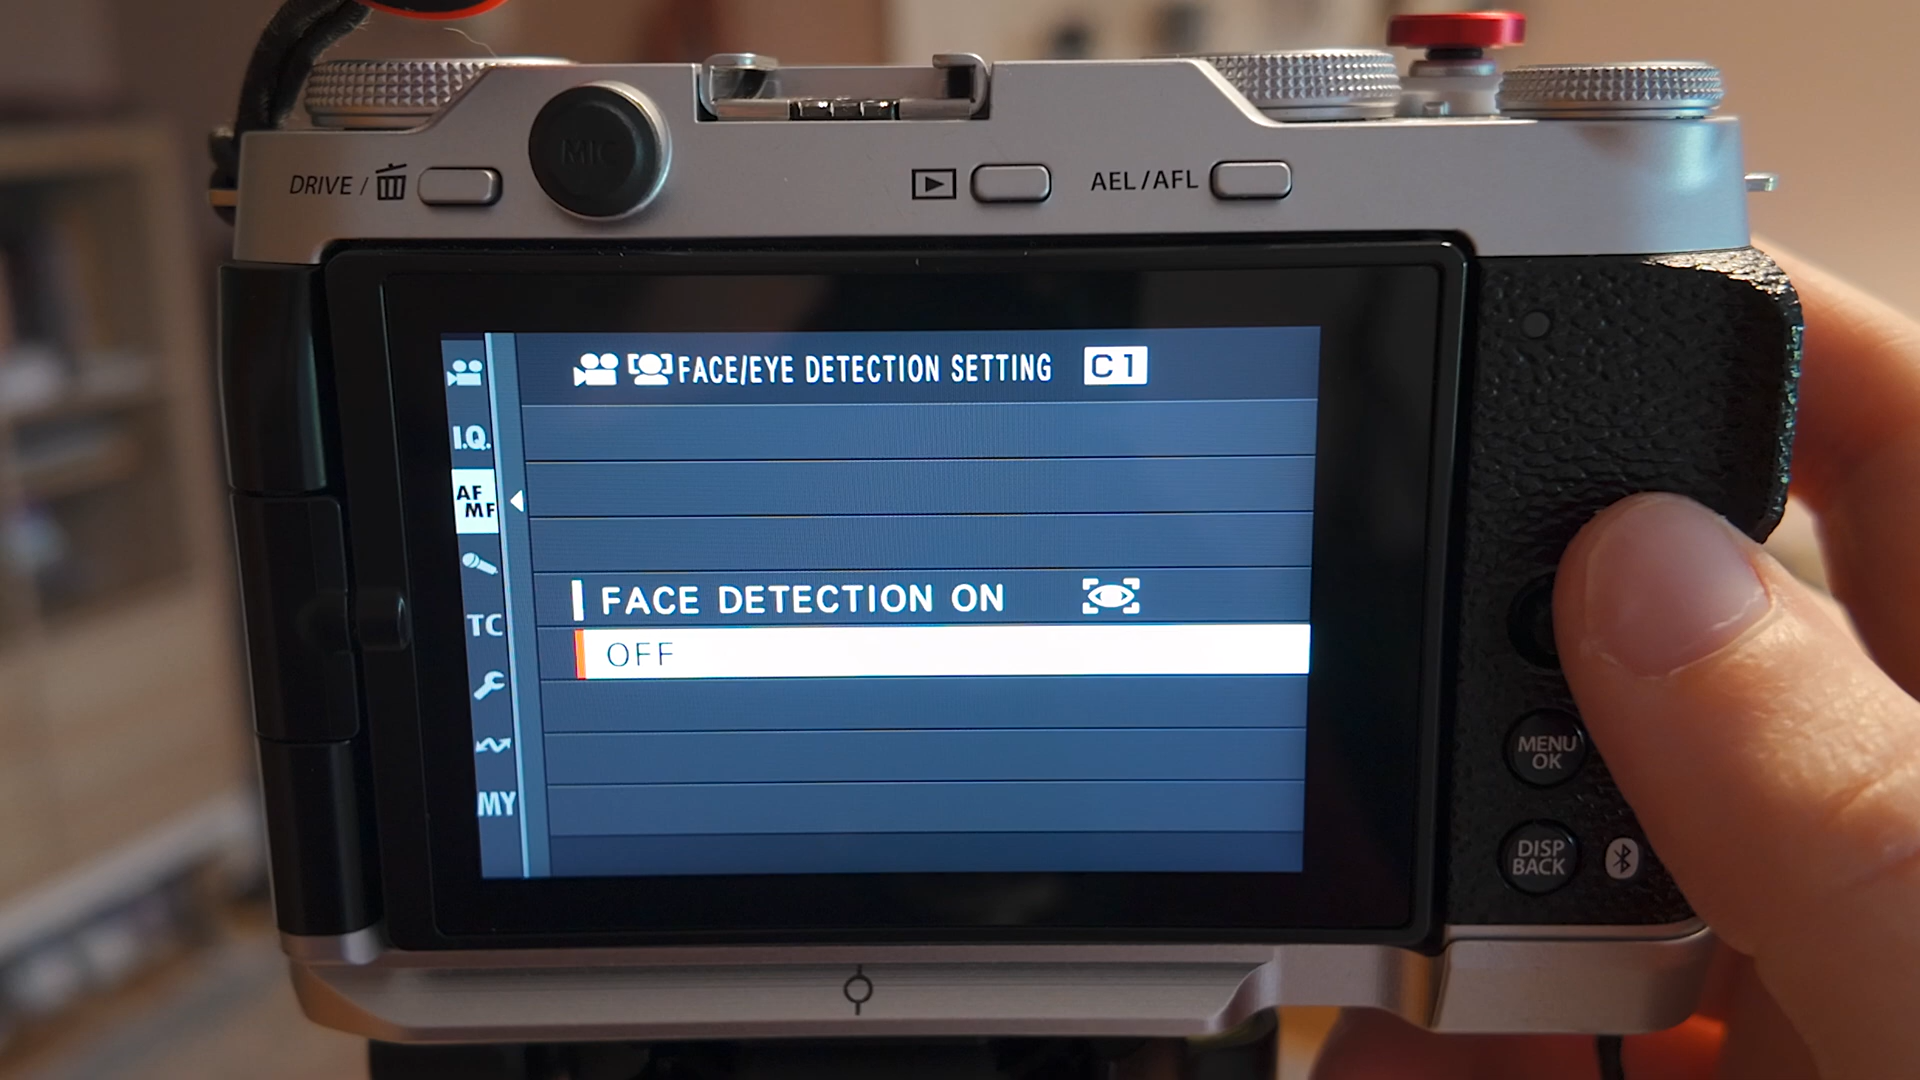 DRIVE /
MIC
AEL/AFL
FACE/EYE DETECTION SETTING C1
I.Q.
AF
MF
FACE DETECTION ON
OFF
TC
MY
MENU
OK
DISP
BACK